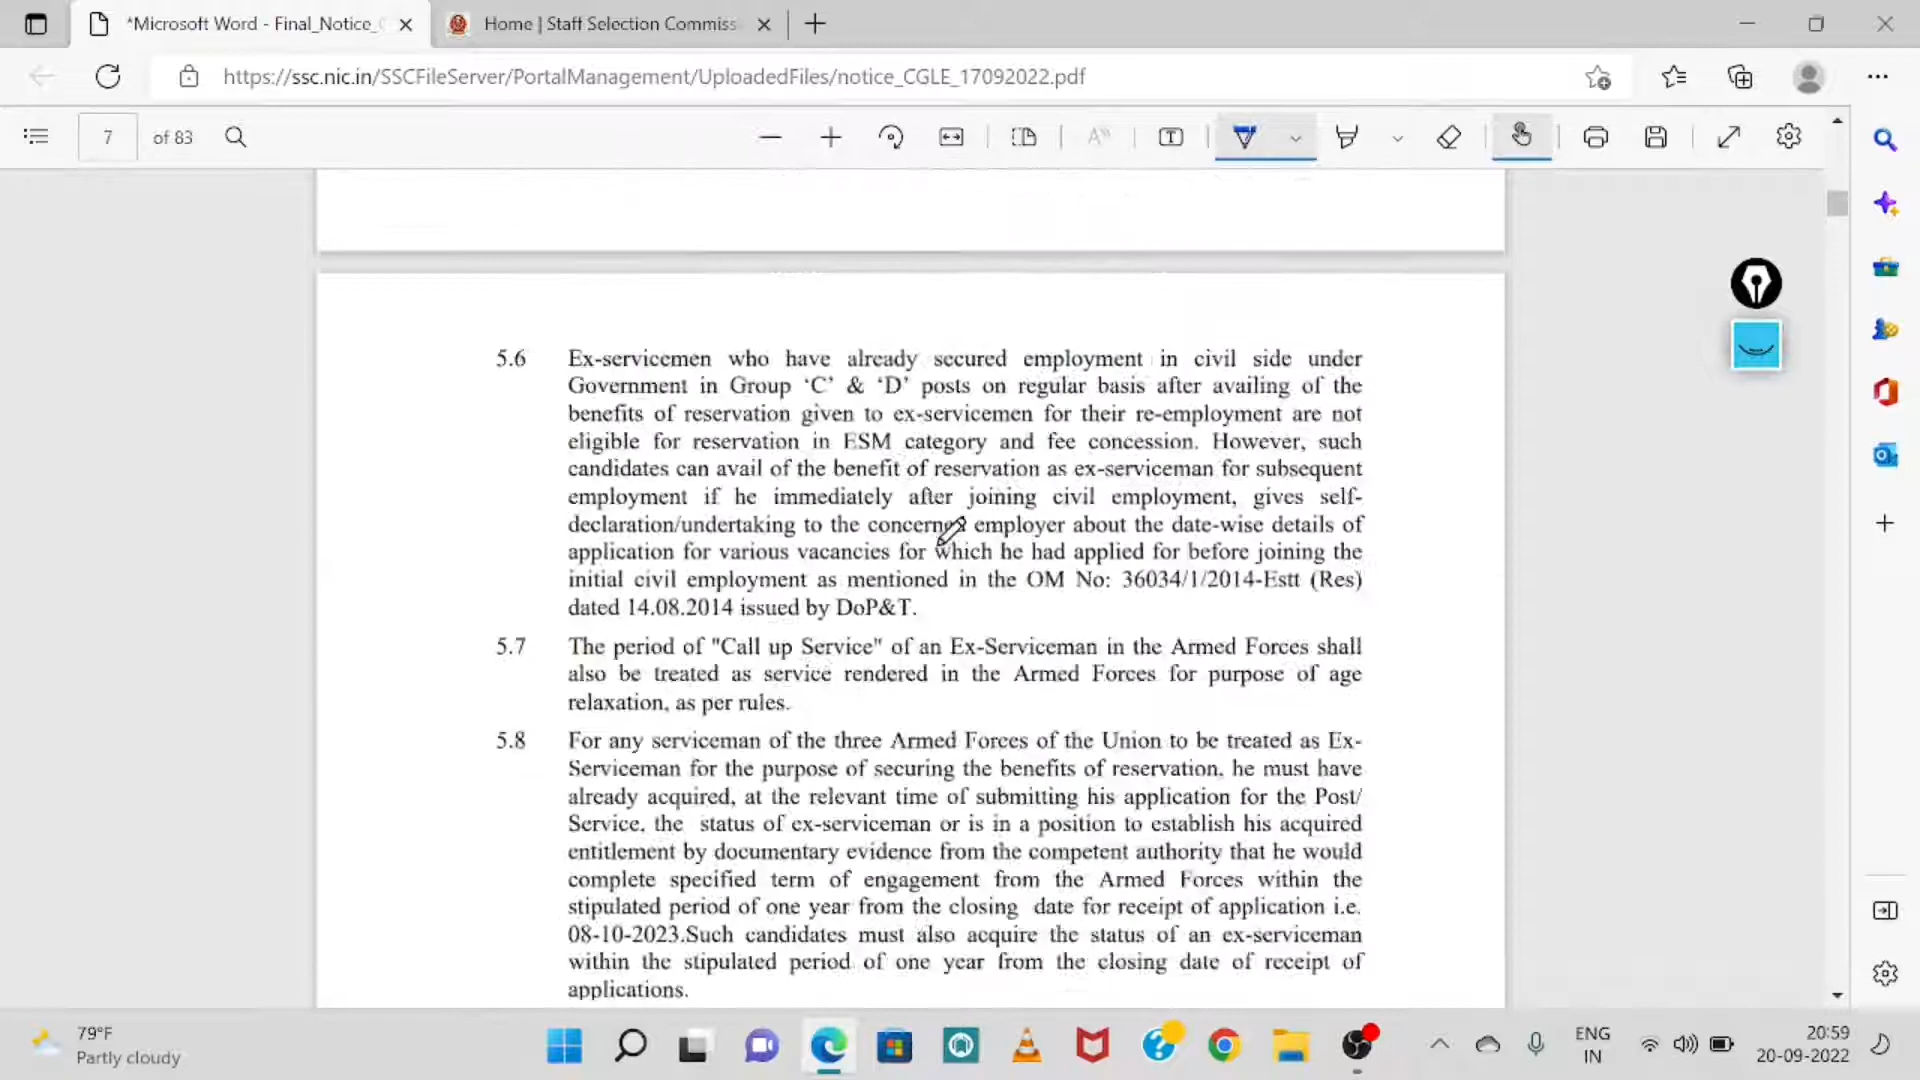 *Microsoft Word - Final_Notice_
Home | Staff Selection Commiss
https://ssc.nic.in/SSCFileServer/PortalManagement/UploadedFiles/notice_CGLE_17092022.pdf
7 of 83
5.6 Ex-servicemen who have already secured employment in civil side under
Government in Group ‘C’ & ‘D’ posts on regular basis after availing of the
benefits of reservation given to ex-servicemen for their re-employment are not
eligible for reservation in ESM category and fee concession. However, such
candidates can avail of the benefit of reservation as ex-serviceman for subsequent
employment if he immediately after joining civil employment, gives self-
declaration/undertaking to the concerned employer about the date-wise details of
application for various vacancies for which he had applied for before joining the
initial civil employment as mentioned in the OM No: 36034/1/2014-Estt (Res)
dated 14.08.2014 issued by DoP&T.
5.7 The period of "Call up Service" of an Ex-Serviceman in the Armed Forces shall
also be treated as service rendered in the Armed Forces for purpose of age
relaxation, as per rules.
5.8 For any serviceman of the three Armed Forces of the Union to be treated as Ex-
Serviceman for the purpose of securing the benefits of reservation, he must have
already acquired, at the relevant time of submitting his application for the Post/
Service, the status of ex-serviceman or is in a position to establish his acquired
entitlement by documentary evidence from the competent authority that he would
complete specified term of engagement from the Armed Forces within the
stipulated period of one year from the closing date for receipt of application i.e.
08-10-2023.Such candidates must also acquire the status of an ex-serviceman
within the stipulated period of one year from the closing date of receipt of
applications.
79°F
Partly cloudy
ENG
IN
20:59
20-09-2022